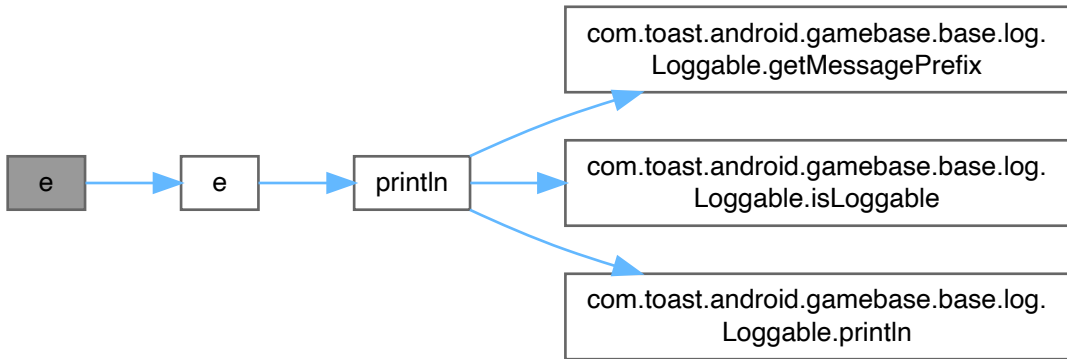 e
e
println
com.toast.android.gamebase.base.log.
Loggable.getMessagePrefix
com.toast.android.gamebase.base.log.
Loggable.isLoggable
com.toast.android.gamebase.base.log.
Loggable.println